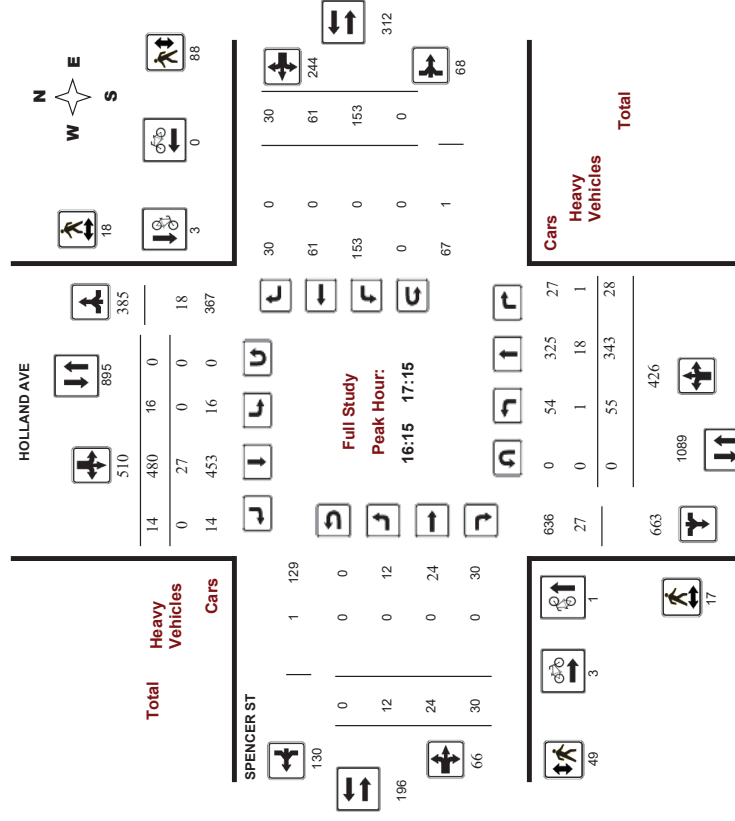 N
W E
S
88
0
18
3
HOLLAND AVE
510 895 385
14 480 16 0
0 27 0 0 18
14 453 16 0 367
Total
Heavy
Vehicles
Cars
312
244
68
30 0 30
61 0 61
153 0 153
0 0 0
67 1
Full Study
Peak Hour:
16:15 17:15
SPENCER ST
130
196
66
1 129
0 0 0
12 0 12
24 0 24
30 0 30
Cars
Heavy
Vehicles
Total
636 0 54 325 27
27 0 1 18 1
0 55 343 28
663 1089 426
49
3
1
17